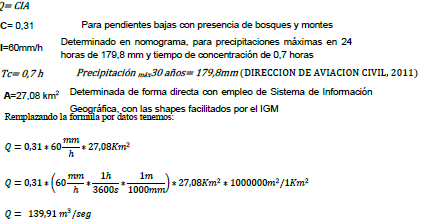 Q= CIA
C= 0,31 Para pendientes bajas con presencia de bosques y montes
I=60mm/h Determinado en nomograma, para precipitaciones máximas en 24
horas de 179,8 mm y tiempo de concentración de 0,7 horas
Tc= 0,7 h Precipitación máx30 años= 179,8mm (DIRECCION DE AVIACION CIVIL, 2011)
A=27,08 km² Determinada de forma directa con empleo de Sistema de Información
Geográfica, con las shapes facilitados por el IGM
Remplazando la formula por datos tenemos:
Q = 0,31 * 60 mm/h * 27,08Km²
Q = 0,31 * (60 mm/h * 1h/3600s * 1m/1000mm) * 27,08Km² * 1000000m²/1Km²
Q = 139,91 m³/seg